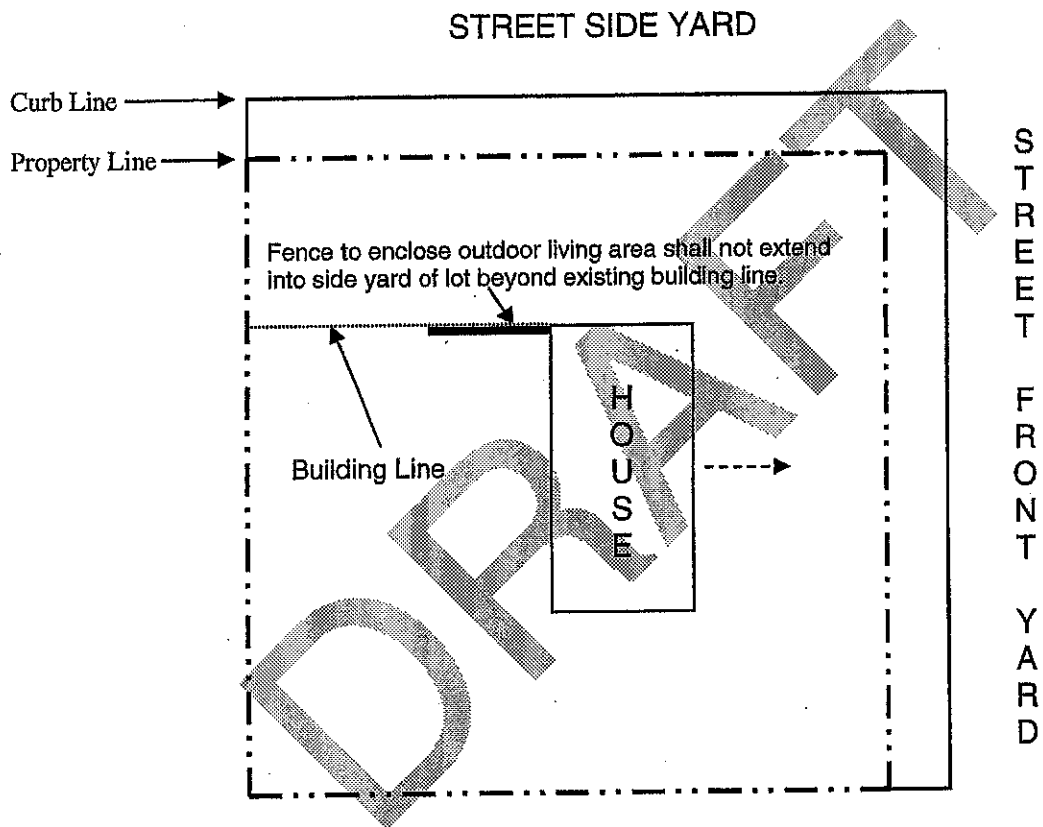 STREET SIDE YARD
Curb Line
Property Line
Fence to enclose outdoor living area shall not extend
into side yard of lot beyond existing building line.
Building Line
HOUSE
STREET FRONT YARD
DRAFT